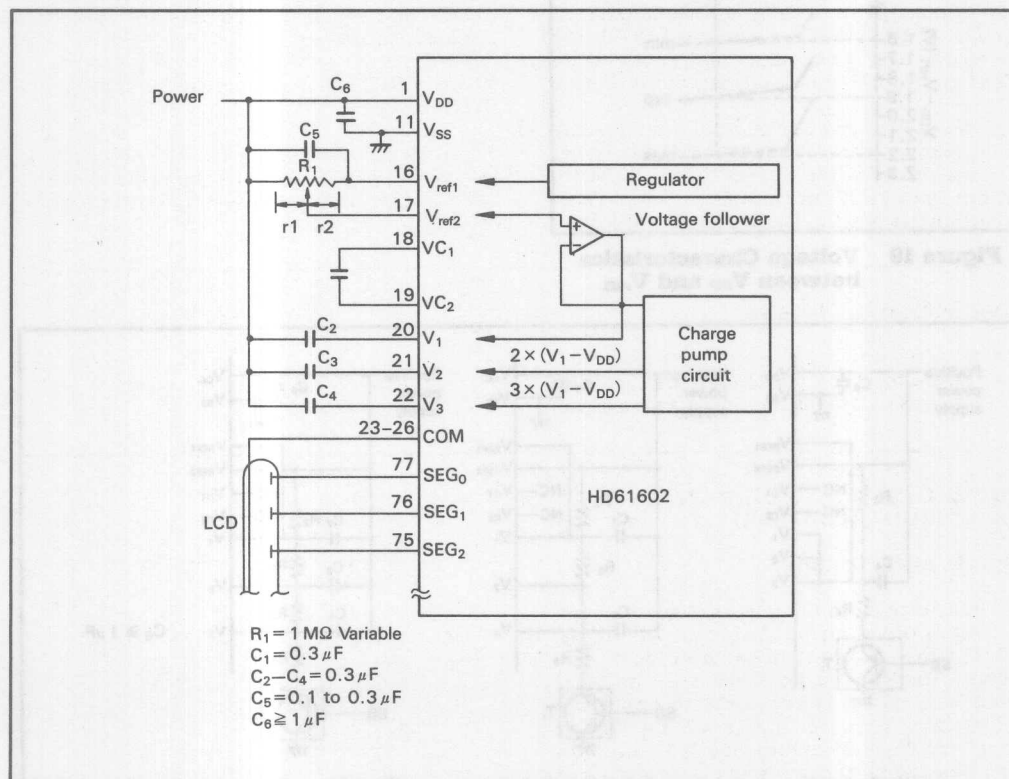 Power
C6
1
VDD
11
VSS
C5
R1
16
Vref1
17
Vref2
r1
r2
18
VC1
19
VC2
C2
20
V1
C3
21
V2
C4
22
V3
23–26
COM
77
SEG0
76
SEG1
75
SEG2
LCD
Regulator
Voltage follower
+
−
2×(V1−VDD)
3×(V1−VDD)
Charge
pump
circuit
HD61602
R1 = 1 MΩ Variable
C1 = 0.3 μF
C2–C4 = 0.3 μF
C5 = 0.1 to 0.3 μF
C6 ≧ 1 μF